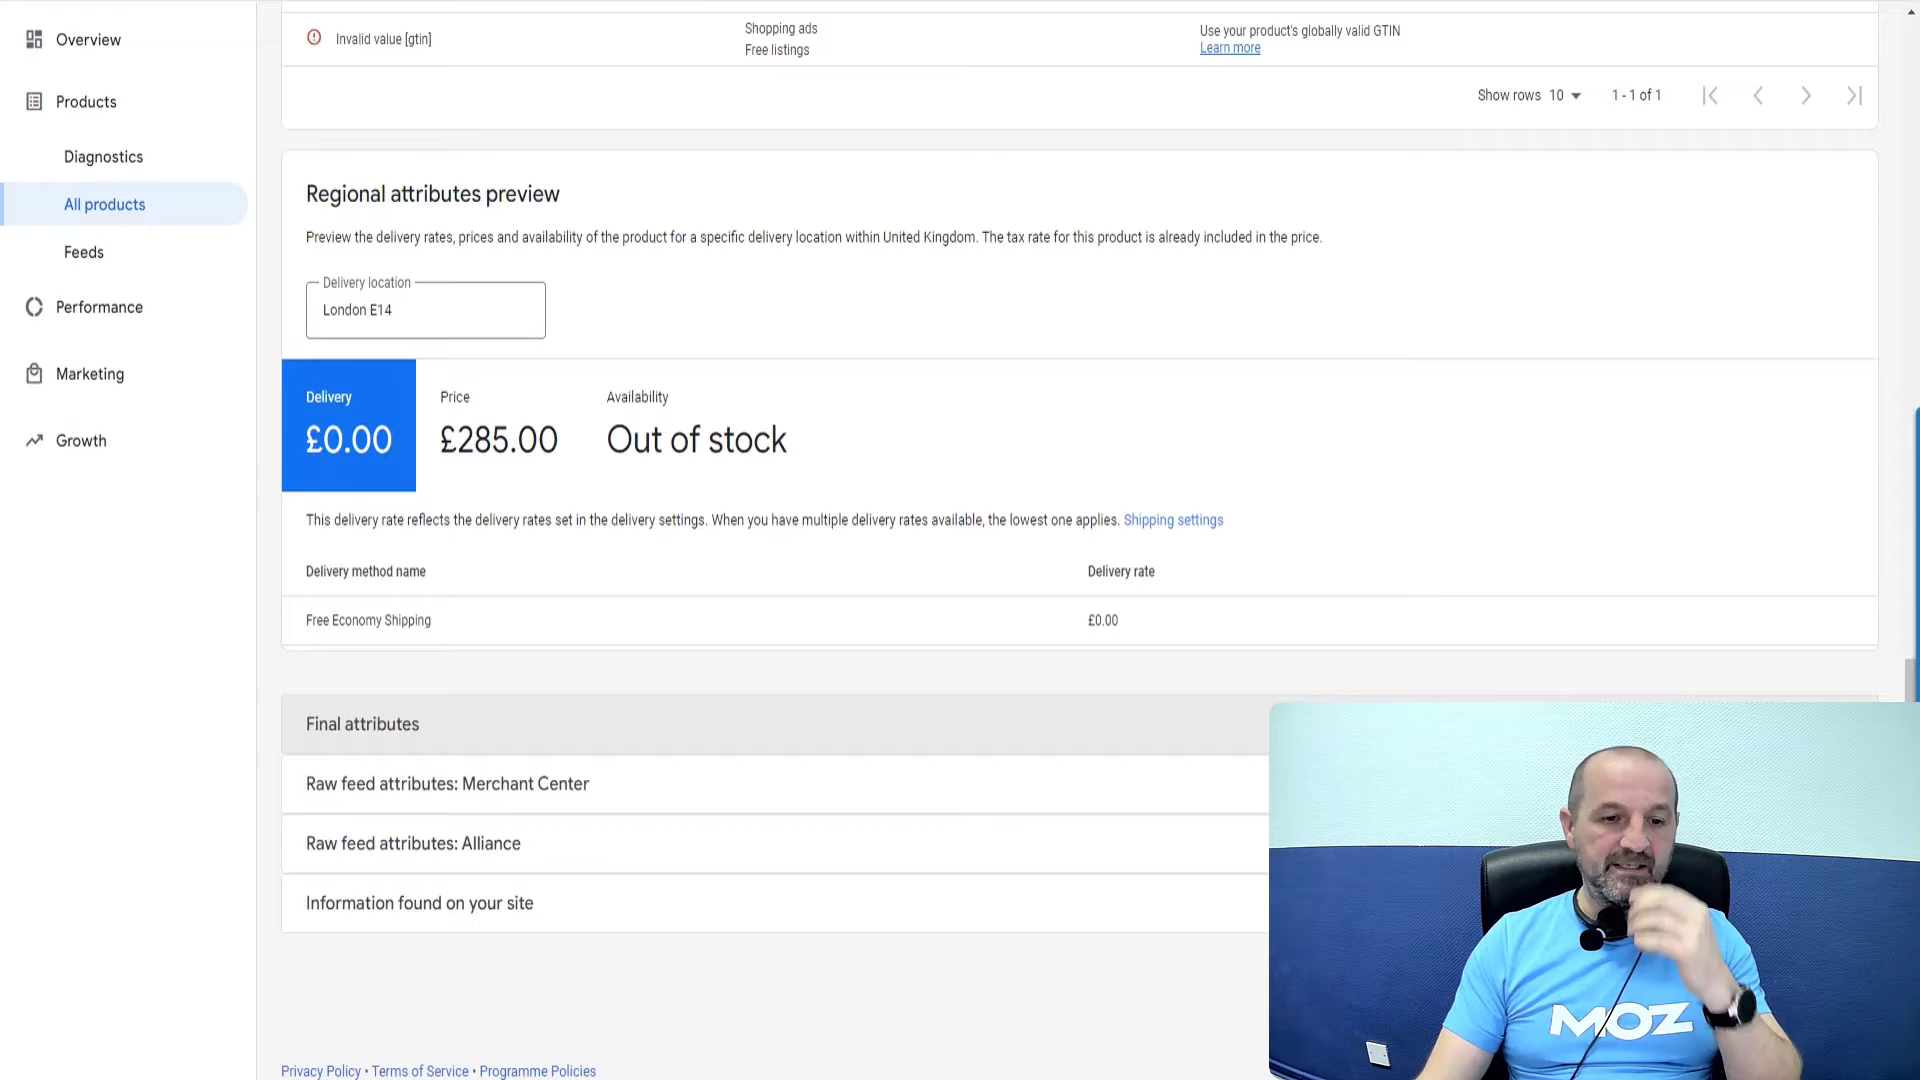 Overview
Products
Diagnostics
All products
Feeds
Performance
Marketing
Growth
Invalid value [gtin]
Shopping ads
Free listings
Use your product's globally valid GTIN
Learn more
Show rows 10
1 - 1 of 1
Regional attributes preview
Preview the delivery rates, prices and availability of the product for a specific delivery location within United Kingdom. The tax rate for this product is already included in the price.
Delivery location
London E14
Delivery
£0.00
Price
£285.00
Availability
Out of stock
This delivery rate reflects the delivery rates set in the delivery settings. When you have multiple delivery rates available, the lowest one applies. Shipping settings
Delivery method name
Delivery rate
Free Economy Shipping
£0.00
Final attributes
Raw feed attributes: Merchant Center
Raw feed attributes: Alliance
Information found on your site
MOZ
Privacy Policy • Terms of Service • Programme Policies